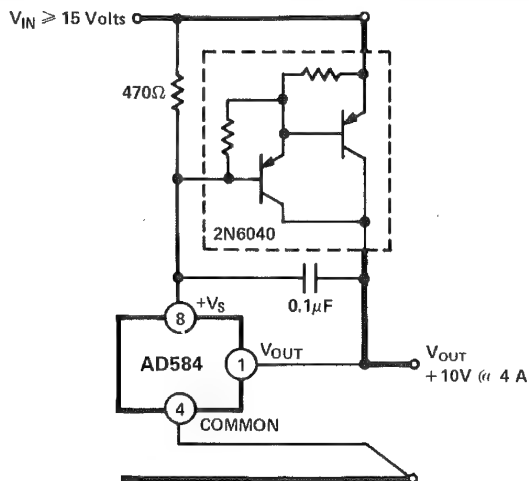 V_IN ⩾ 15 Volts
470Ω
2N6040
0.1μF
8
+V_S
AD584
1
V_OUT
V_OUT
+10V @ 4 A
4
COMMON